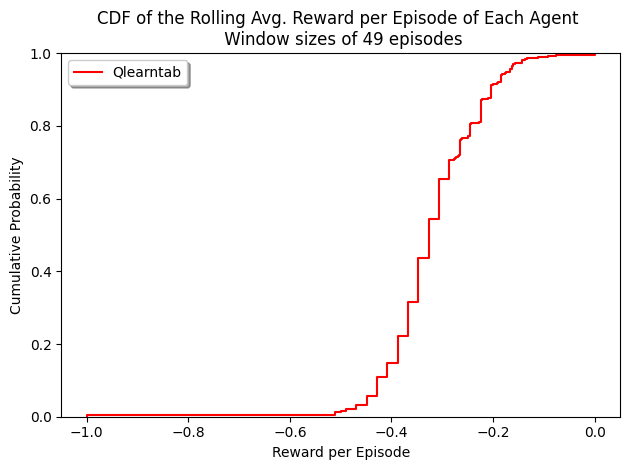 CDF of the Rolling Avg. Reward per Episode of Each Agent
Window sizes of 49 episodes
Qlearntab
1.0
0.8
0.6
0.4
0.2
0.0
Cumulative Probability
−1.0 −0.8 −0.6 −0.4 −0.2 0.0
Reward per Episode